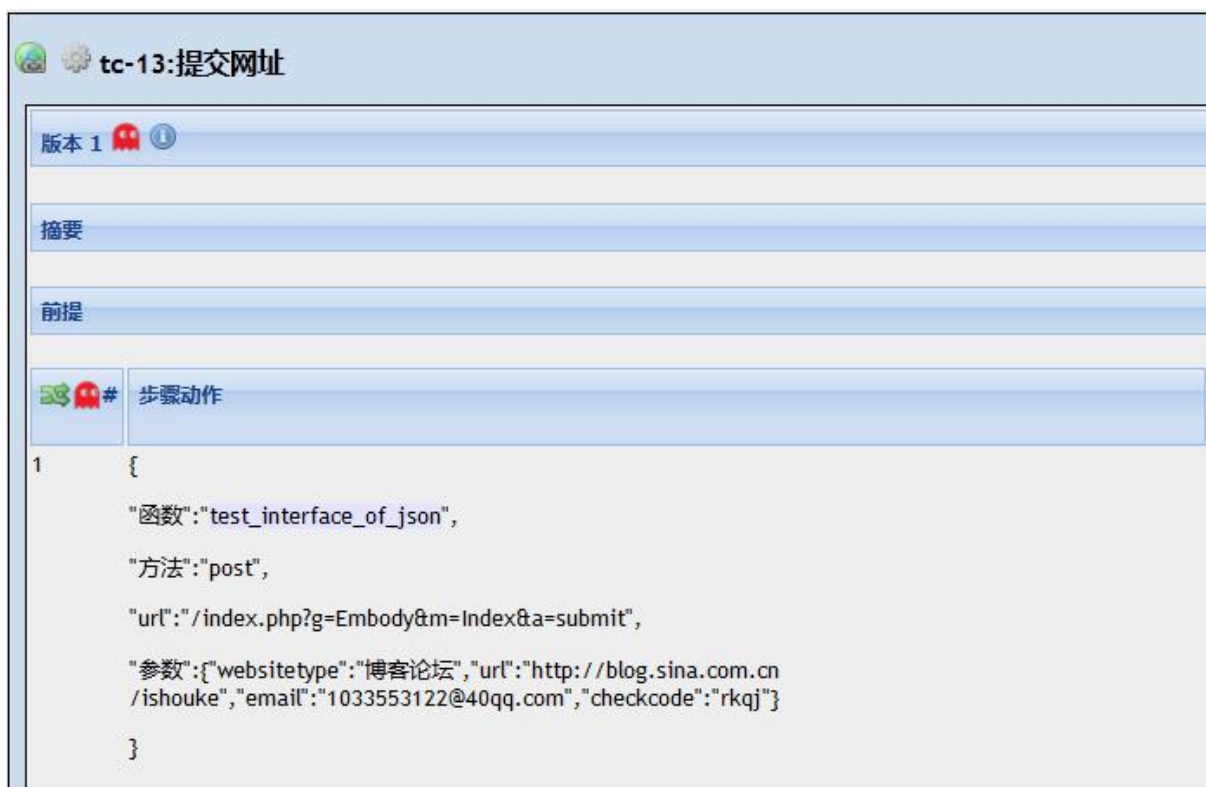 tc-13:提交网址
版本 1
摘要
前提
# 步骤动作
1 {
"函数":"test_interface_of_json",
"方法":"post",
"url":"/index.php?g=Embody&m=Index&a=submit",
"参数":{"websitetype":"博客论坛","url":"http://blog.sina.com.cn
/ishouke","email":"1033553122@40qq.com","checkcode":"rkqj"}
}